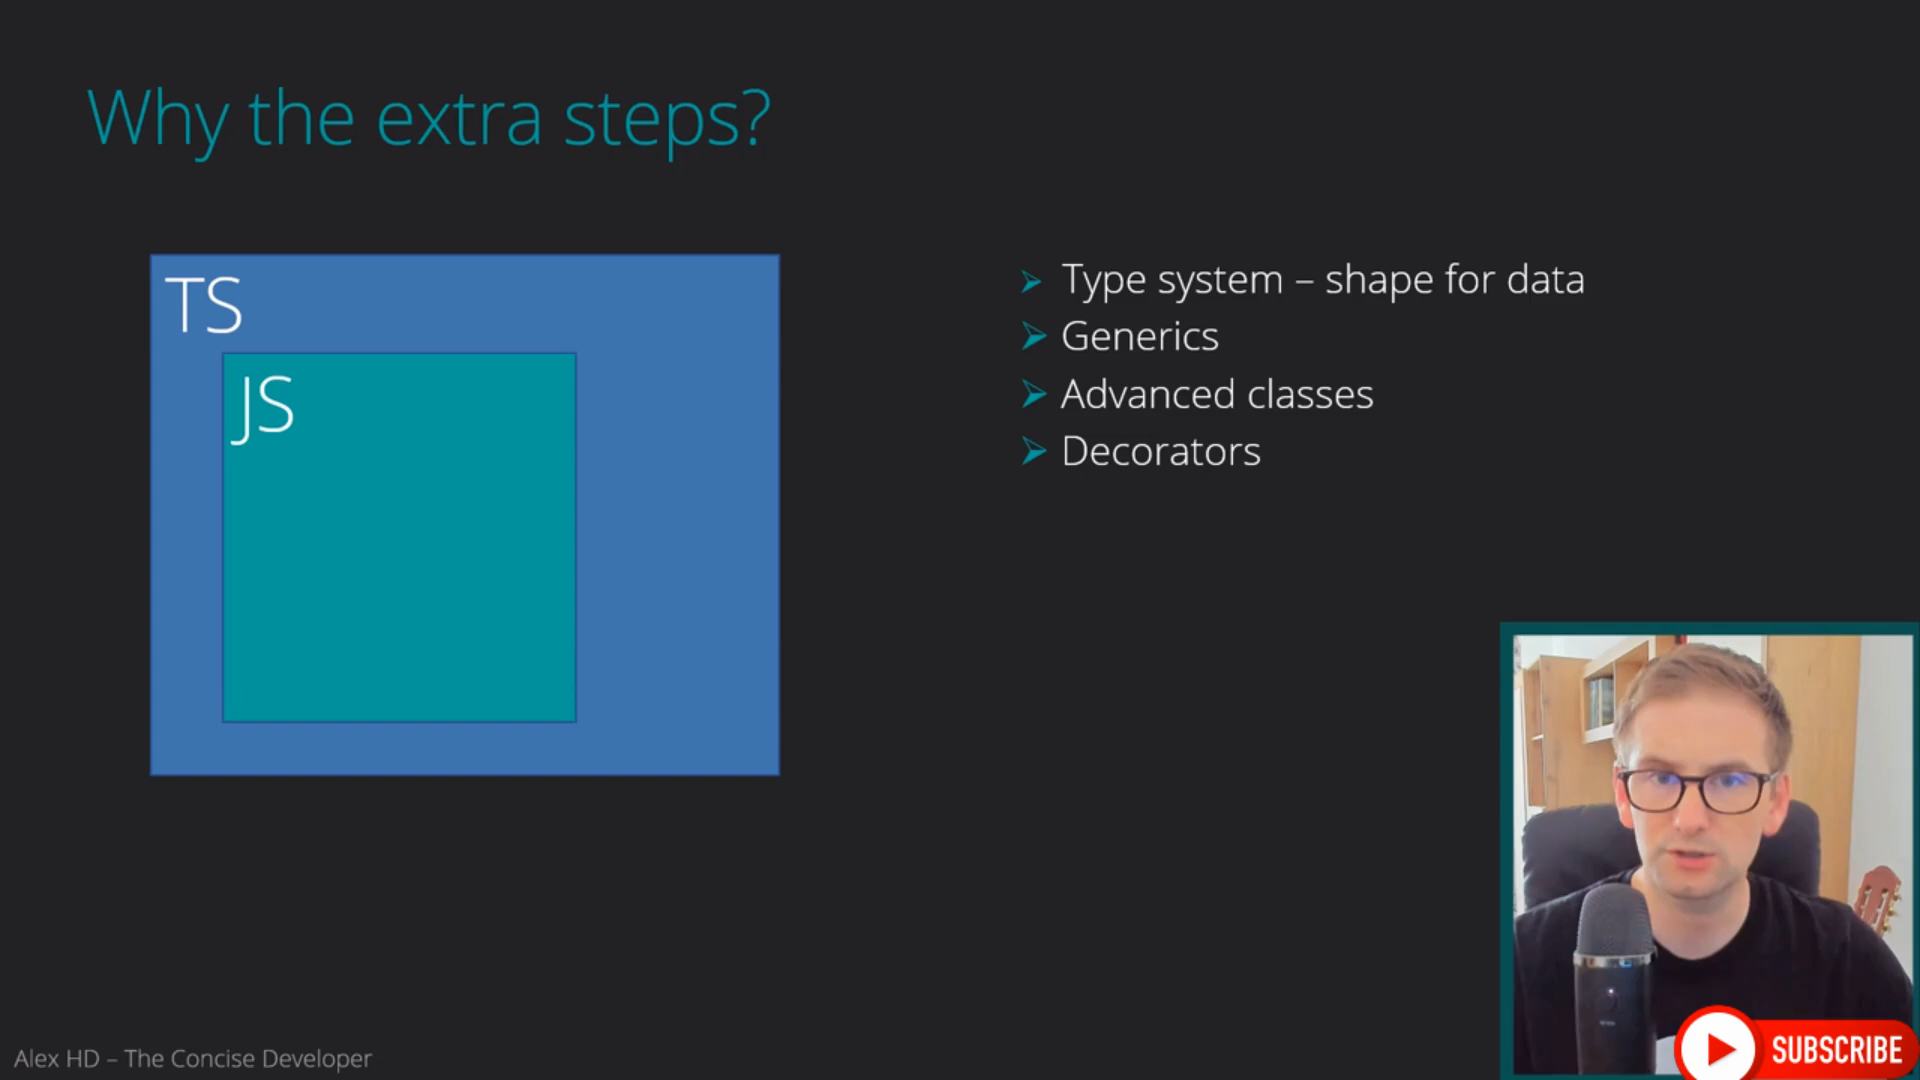 Why the extra steps?
TS
JS
Type system – shape for data
Generics
Advanced classes
Decorators
Alex HD – The Concise Developer
SUBSCRIBE